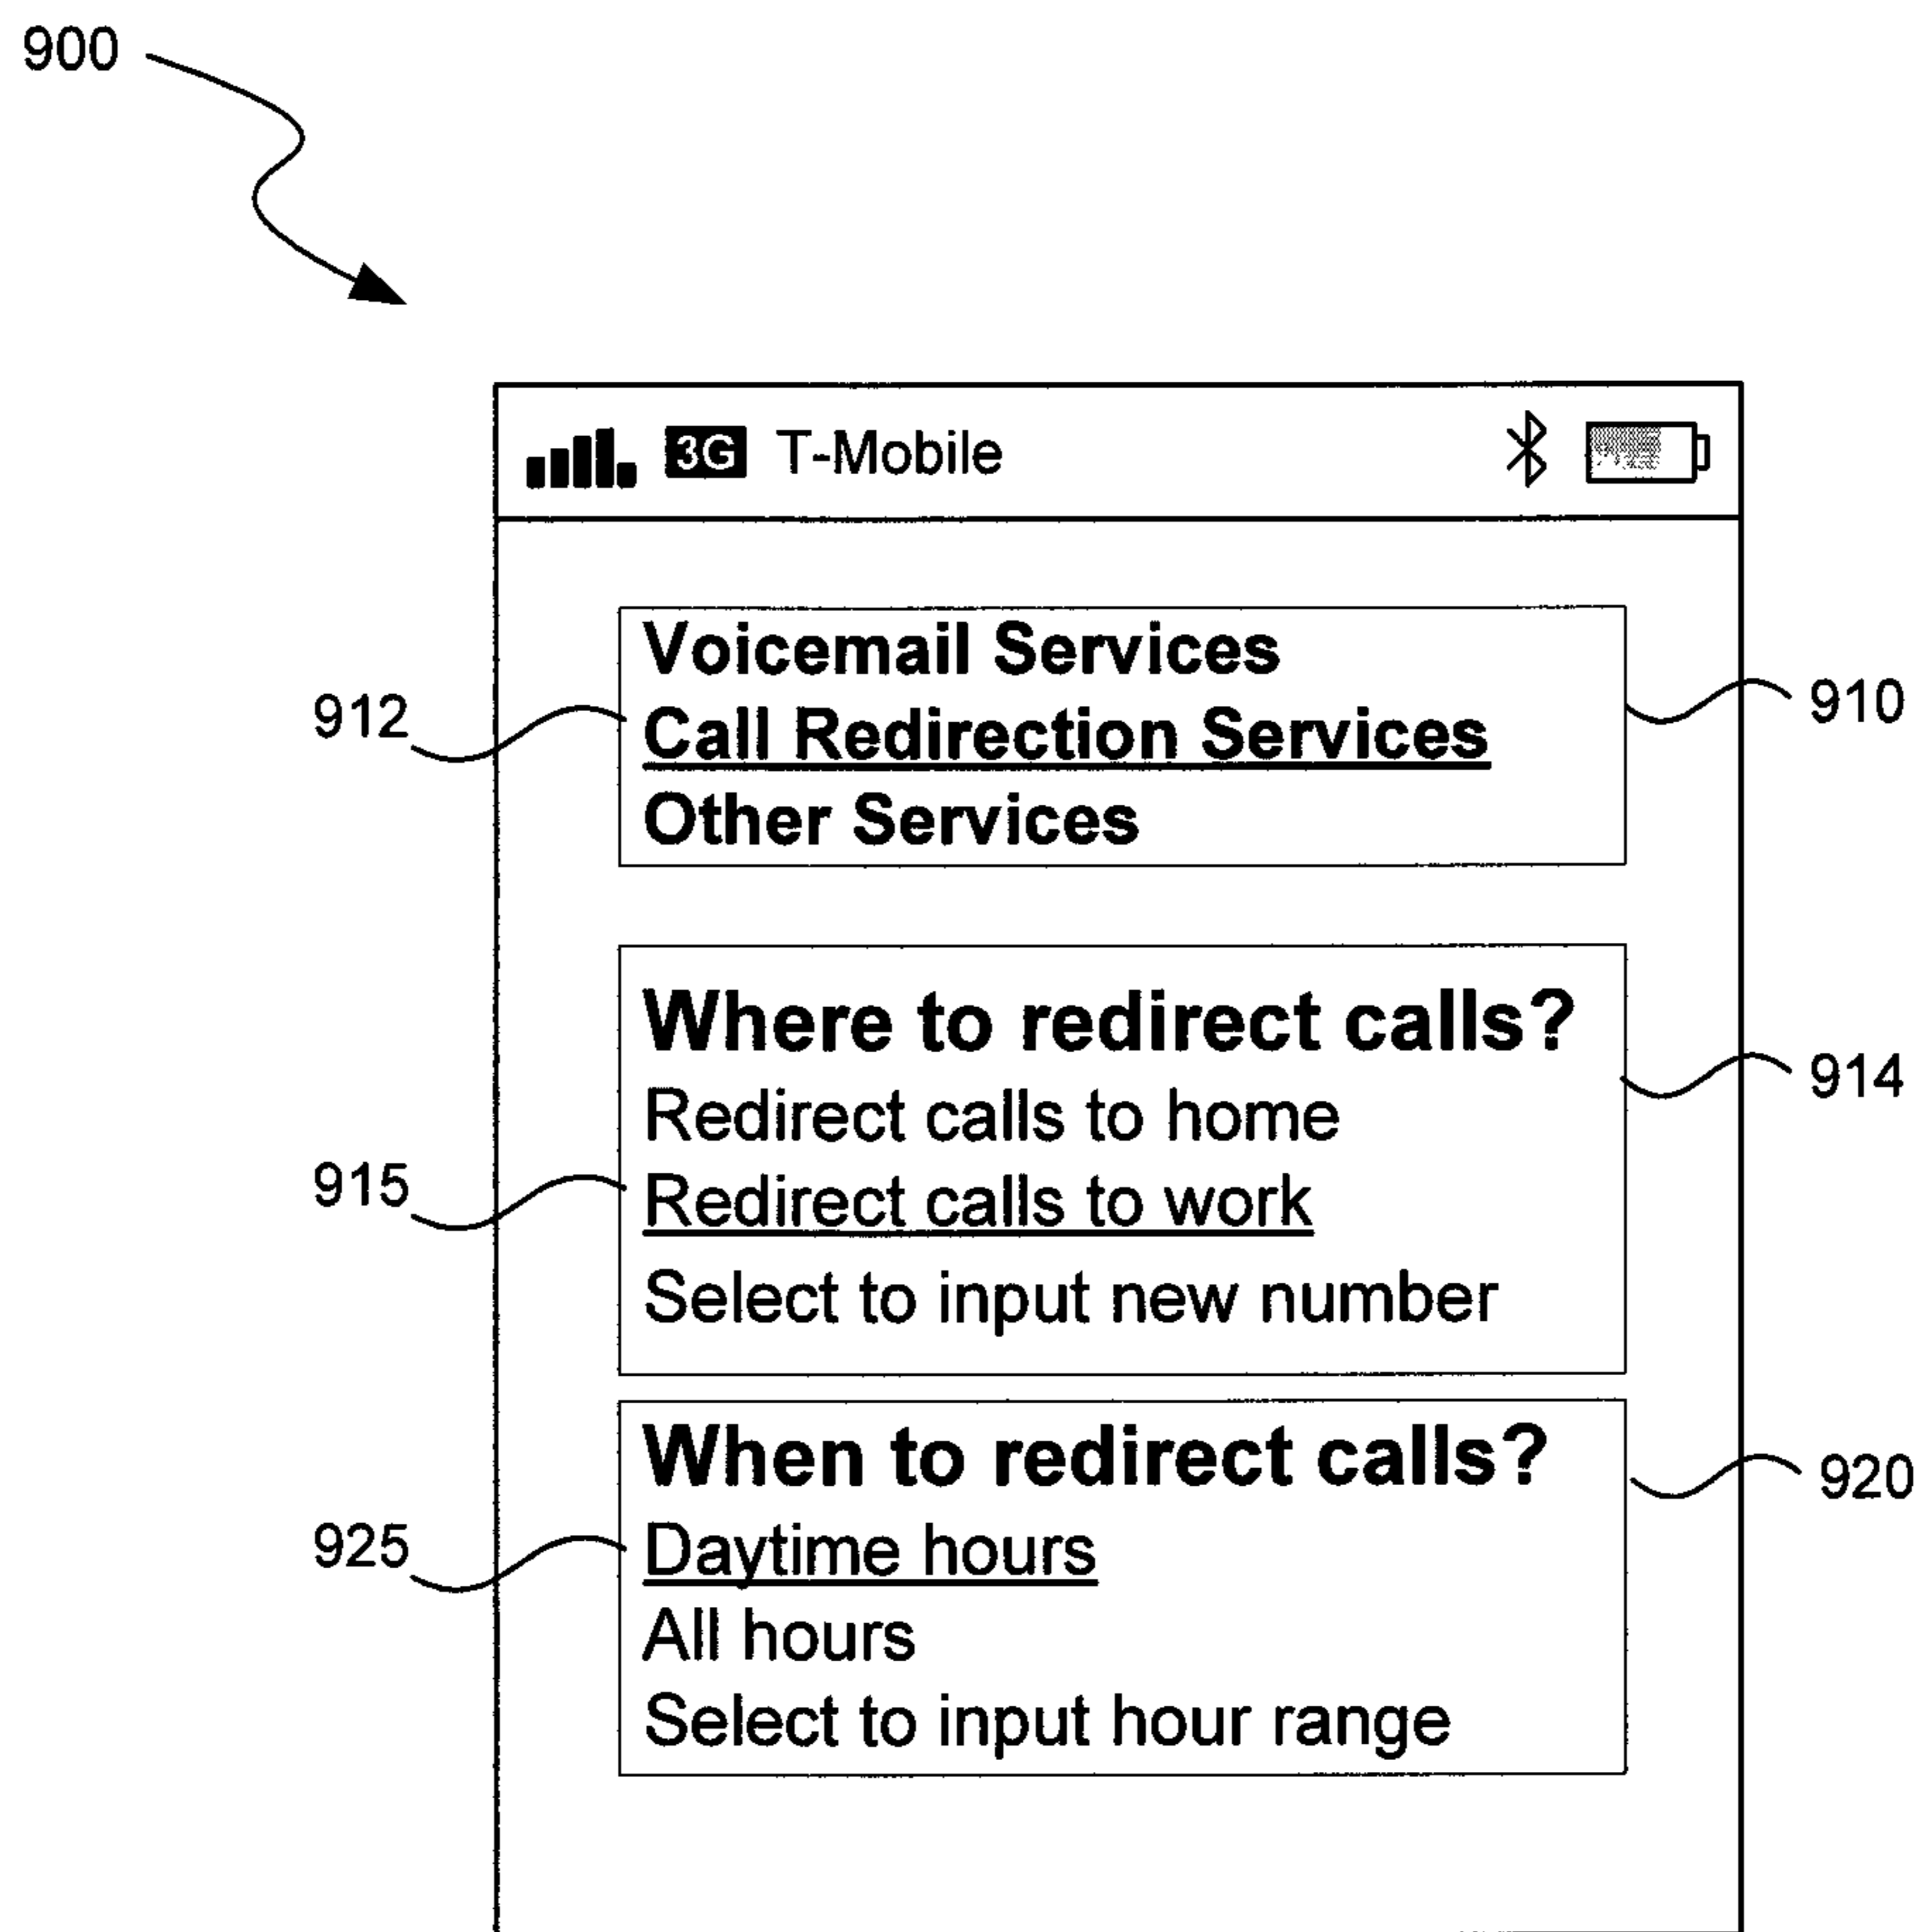 900
3G T-Mobile
Voicemail Services
912
910
Call Redirection Services
Other Services
Where to redirect calls?
914
Redirect calls to home
915
Redirect calls to work
Select to input new number
When to redirect calls?
920
925
Daytime hours
All hours
Select to input hour range